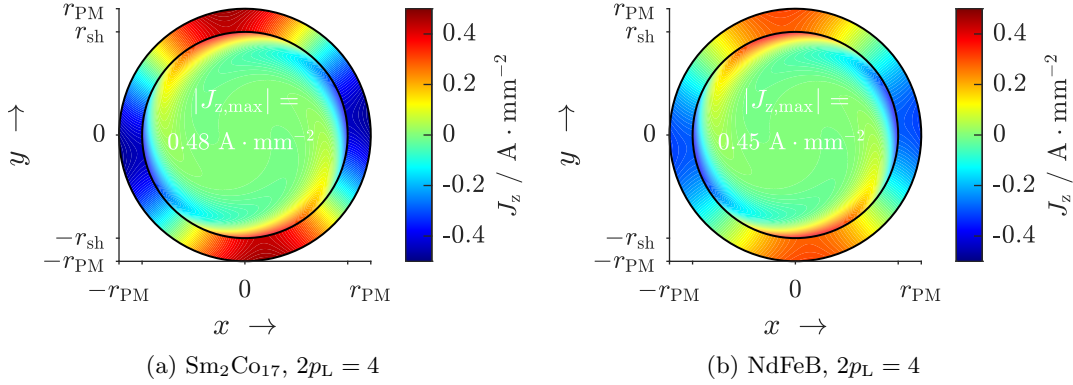 r_PM
r_sh
0
−r_sh
−r_PM
y →
−r_PM 0 r_PM
x →
|J_z,max| =
0.48 A · mm⁻²
0.4
0.2
0
-0.2
-0.4
J_z / A · mm⁻²
(a) Sm₂Co₁₇, 2p_L = 4
r_PM
r_sh
0
−r_sh
−r_PM
y →
−r_PM 0 r_PM
x →
|J_z,max| =
0.45 A · mm⁻²
0.4
0.2
0
-0.2
-0.4
J_z / A · mm⁻²
(b) NdFeB, 2p_L = 4